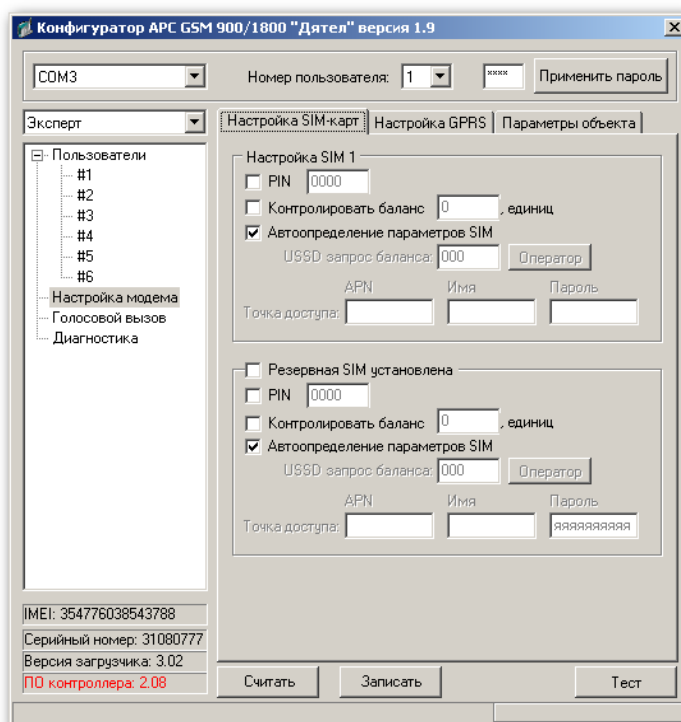 Конфигуратор АРС GSM 900/1800 "Дятел" версия 1.9
COM3 Номер пользователя: 1 **** Применить пароль
Эксперт
Пользователи
#1
#2
#3
#4
#5
#6
Настройка модема
Голосовой вызов
Диагностика
IMEI: 354776038543788
Серийный номер: 31080777
Версия загрузчика: 3.02
ПО контроллера: 2.08
Настройка SIM-карт Настройка GPRS Параметры объекта
Настройка SIM 1
PIN 0000
Контролировать баланс 0 , единиц
Автоопределение параметров SIM
USSD запрос баланса: 000 Оператор
APN Имя Пароль
Точка доступа:
Резервная SIM установлена
PIN 0000
Контролировать баланс 0 , единиц
Автоопределение параметров SIM
USSD запрос баланса: 000 Оператор
APN Имя Пароль
Точка доступа: яяяяяяяяяя
Считать Записать Тест